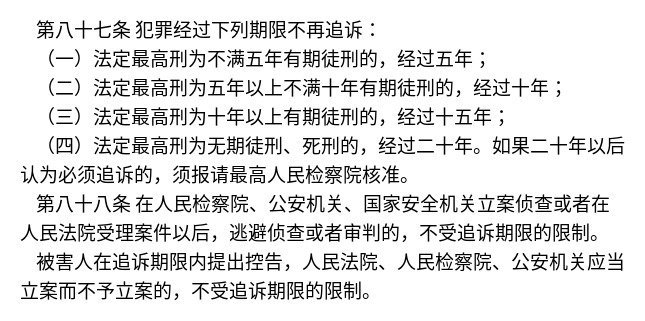 第八十七条 犯罪经过下列期限不再追诉：
（一）法定最高刑为不满五年有期徒刑的，经过五年；
（二）法定最高刑为五年以上不满十年有期徒刑的，经过十年；
（三）法定最高刑为十年以上有期徒刑的，经过十五年；
（四）法定最高刑为无期徒刑、死刑的，经过二十年。如果二十年以后
认为必须追诉的，须报请最高人民检察院核准。
第八十八条 在人民检察院、公安机关、国家安全机关立案侦查或者在
人民法院受理案件以后，逃避侦查或者审判的，不受追诉期限的限制。
被害人在追诉期限内提出控告，人民法院、人民检察院、公安机关应当
立案而不予立案的，不受追诉期限的限制。